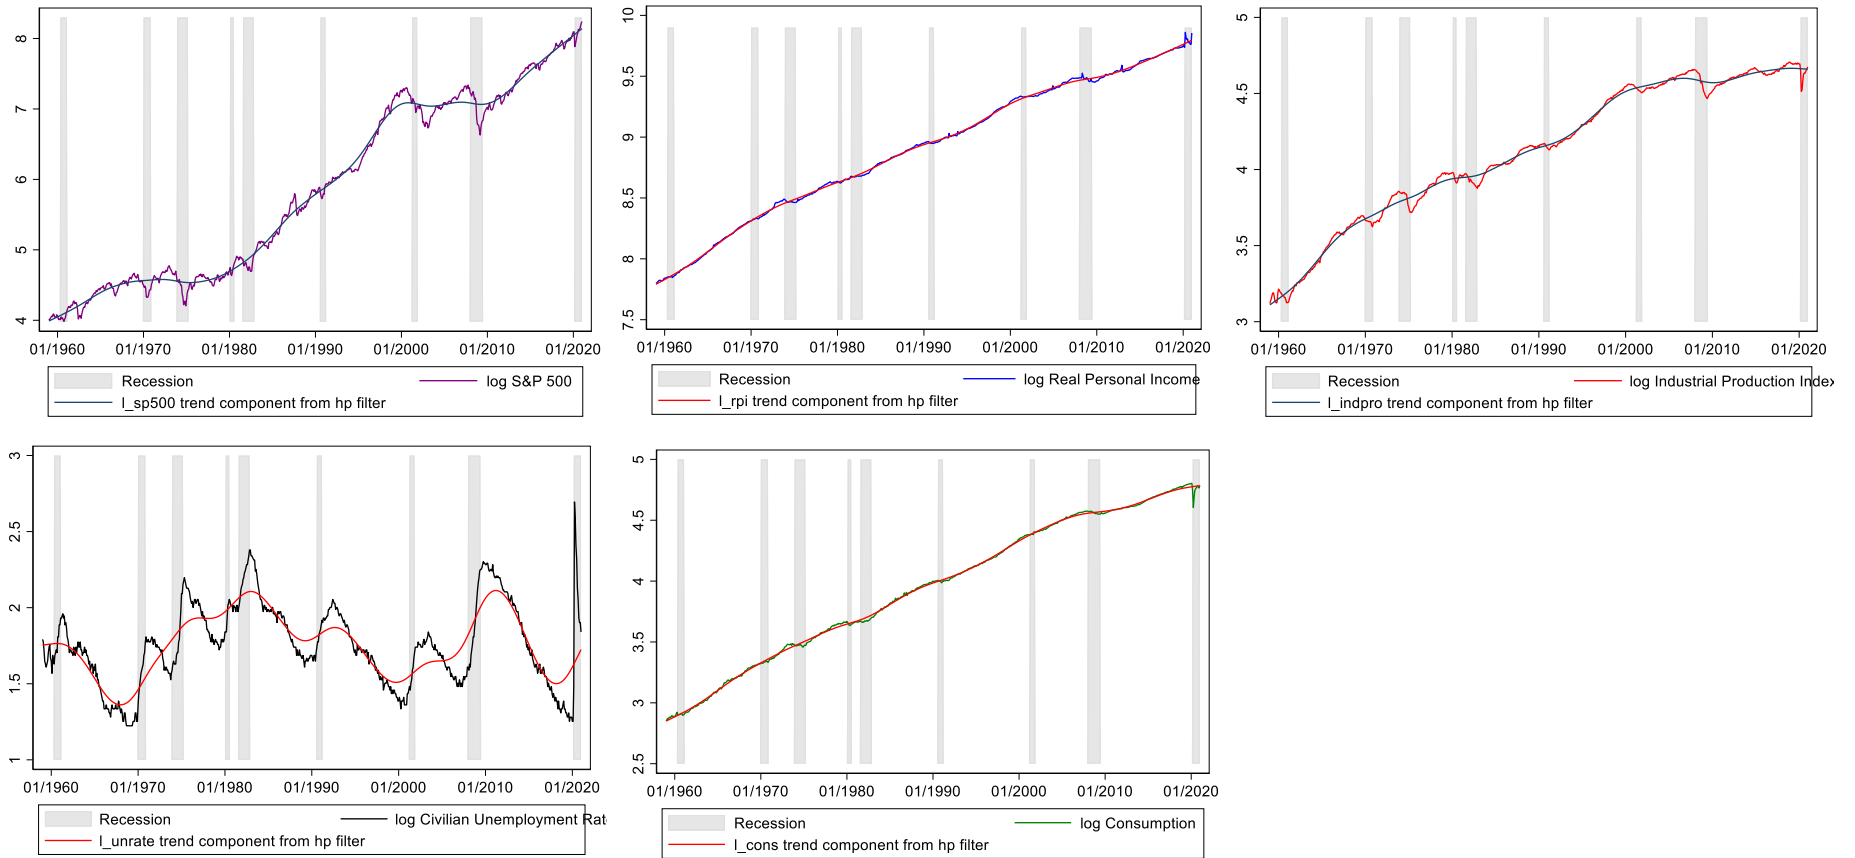 8
7
6
5
4
01/1960 01/1970 01/1980 01/1990 01/2000 01/2010 01/2020
Recession log S&P 500
l_sp500 trend component from hp filter
10
9.5
9
8.5
8
7.5
01/1960 01/1970 01/1980 01/1990 01/2000 01/2010 01/2020
Recession log Real Personal Income
l_rpi trend component from hp filter
5
4.5
4
3.5
3
01/1960 01/1970 01/1980 01/1990 01/2000 01/2010 01/2020
Recession log Industrial Production Index
l_indpro trend component from hp filter
3
2.5
2
1.5
1
01/1960 01/1970 01/1980 01/1990 01/2000 01/2010 01/2020
Recession log Civilian Unemployment Rat
l_unrate trend component from hp filter
5
4.5
4
3.5
3
2.5
01/1960 01/1970 01/1980 01/1990 01/2000 01/2010 01/2020
Recession log Consumption
l_cons trend component from hp filter